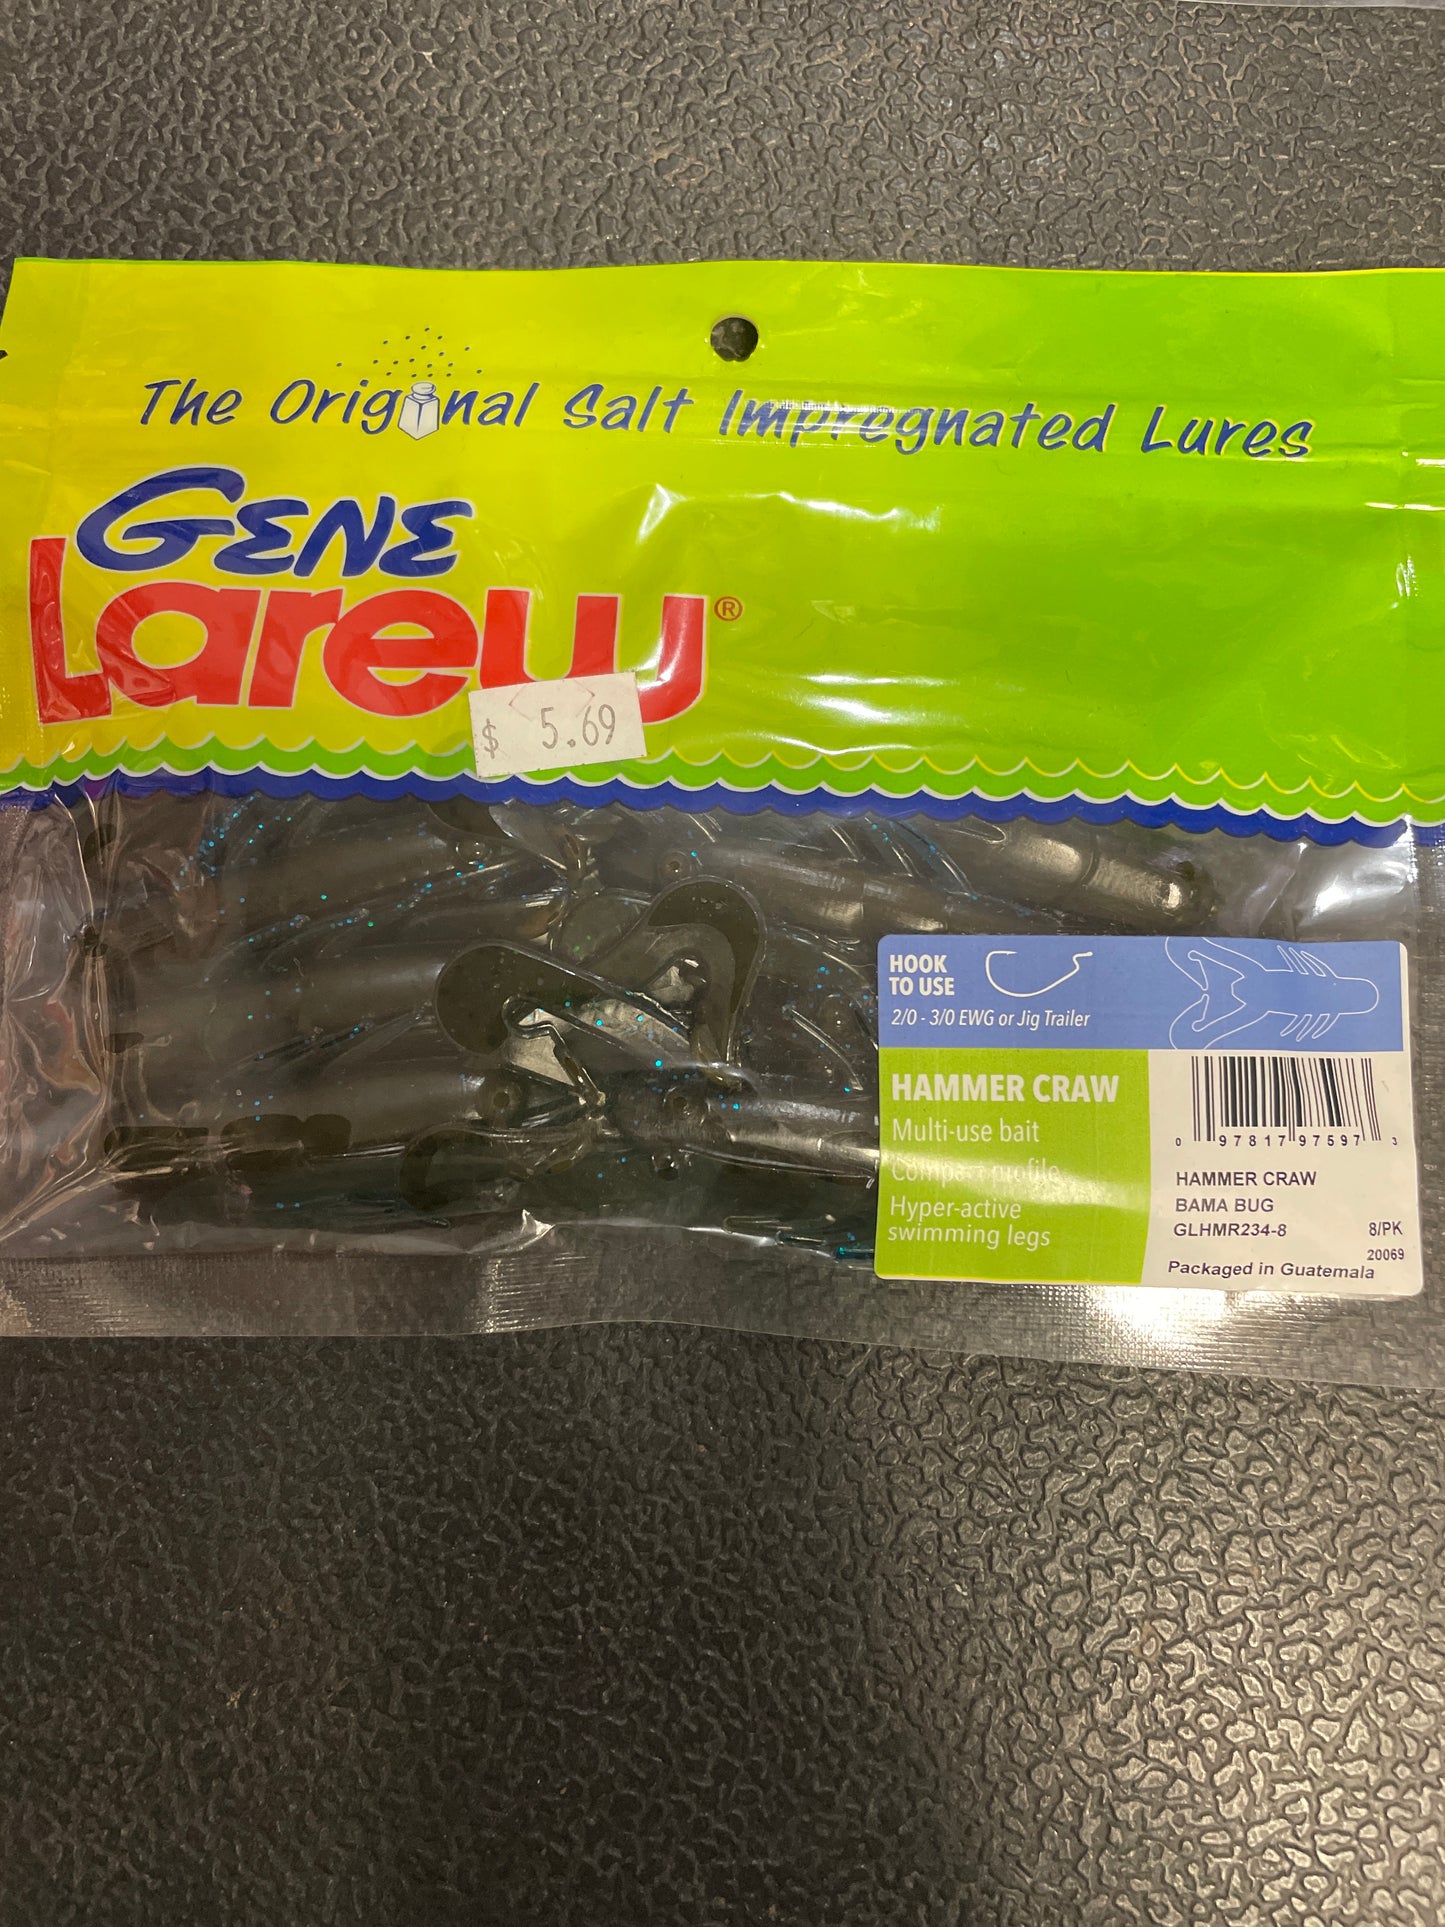 The Original Salt Impregnated Lures
GENE
Larew®
$ 5.69
HOOK
TO USE
2/0 - 3/0 EWG or Jig Trailer
HAMMER CRAW
Multi-use bait
Compact profile
Hyper-active
swimming legs
0 97817 97597 3
HAMMER CRAW
BAMA BUG
GLHMR234-8 8/PK
20069
Packaged in Guatemala